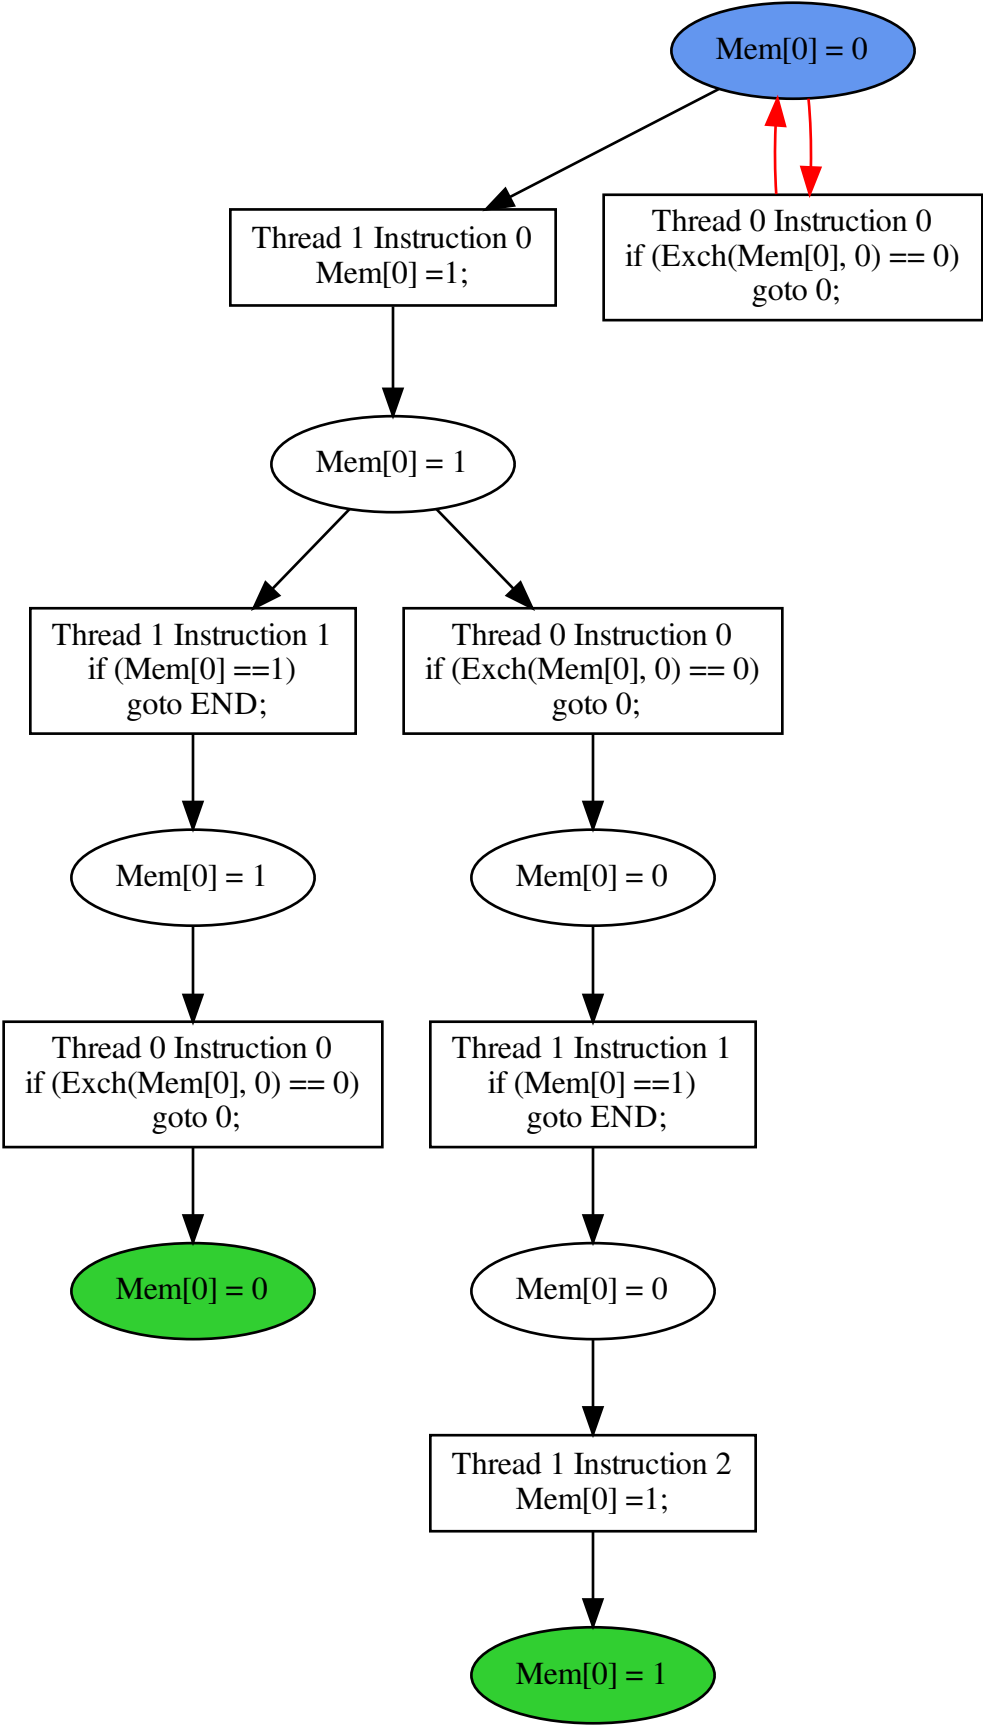 Mem[0] = 0
Thread 1 Instruction 0
Mem[0] =1;
Thread 0 Instruction 0
if (Exch(Mem[0], 0) == 0)
goto 0;
Mem[0] = 1
Thread 1 Instruction 1
if (Mem[0] ==1)
goto END;
Thread 0 Instruction 0
if (Exch(Mem[0], 0) == 0)
goto 0;
Mem[0] = 1
Mem[0] = 0
Thread 0 Instruction 0
if (Exch(Mem[0], 0) == 0)
goto 0;
Thread 1 Instruction 1
if (Mem[0] ==1)
goto END;
Mem[0] = 0
Mem[0] = 0
Thread 1 Instruction 2
Mem[0] =1;
Mem[0] = 1